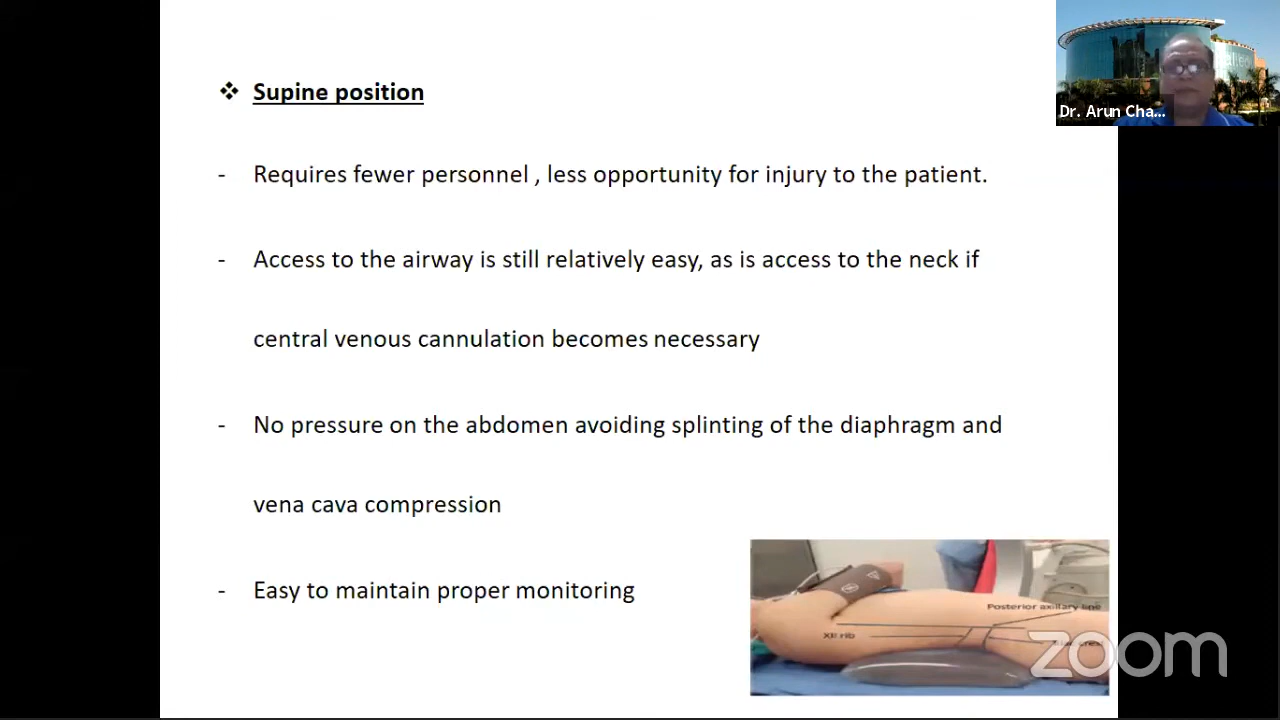 Dr. Arun Cha...
❖ Supine position
- Requires fewer personnel , less opportunity for injury to the patient.
- Access to the airway is still relatively easy, as is access to the neck if
central venous cannulation becomes necessary
- No pressure on the abdomen avoiding splinting of the diaphragm and
vena cava compression
- Easy to maintain proper monitoring
Posterior axillary line
XII rib
zoom